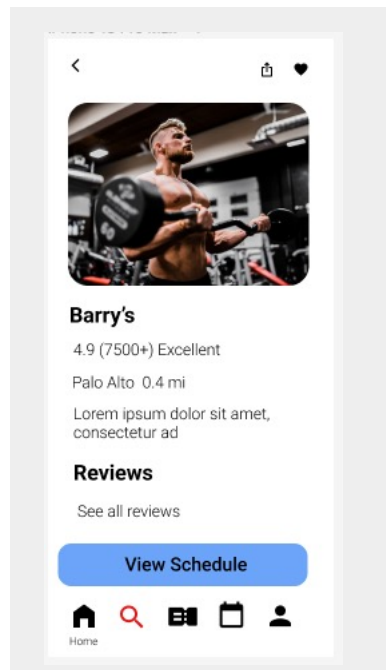 Barry's
4.9 (7500+) Excellent
Palo Alto 0.4 mi
Lorem ipsum dolor sit amet,
consectetur ad
Reviews
See all reviews
View Schedule
Home